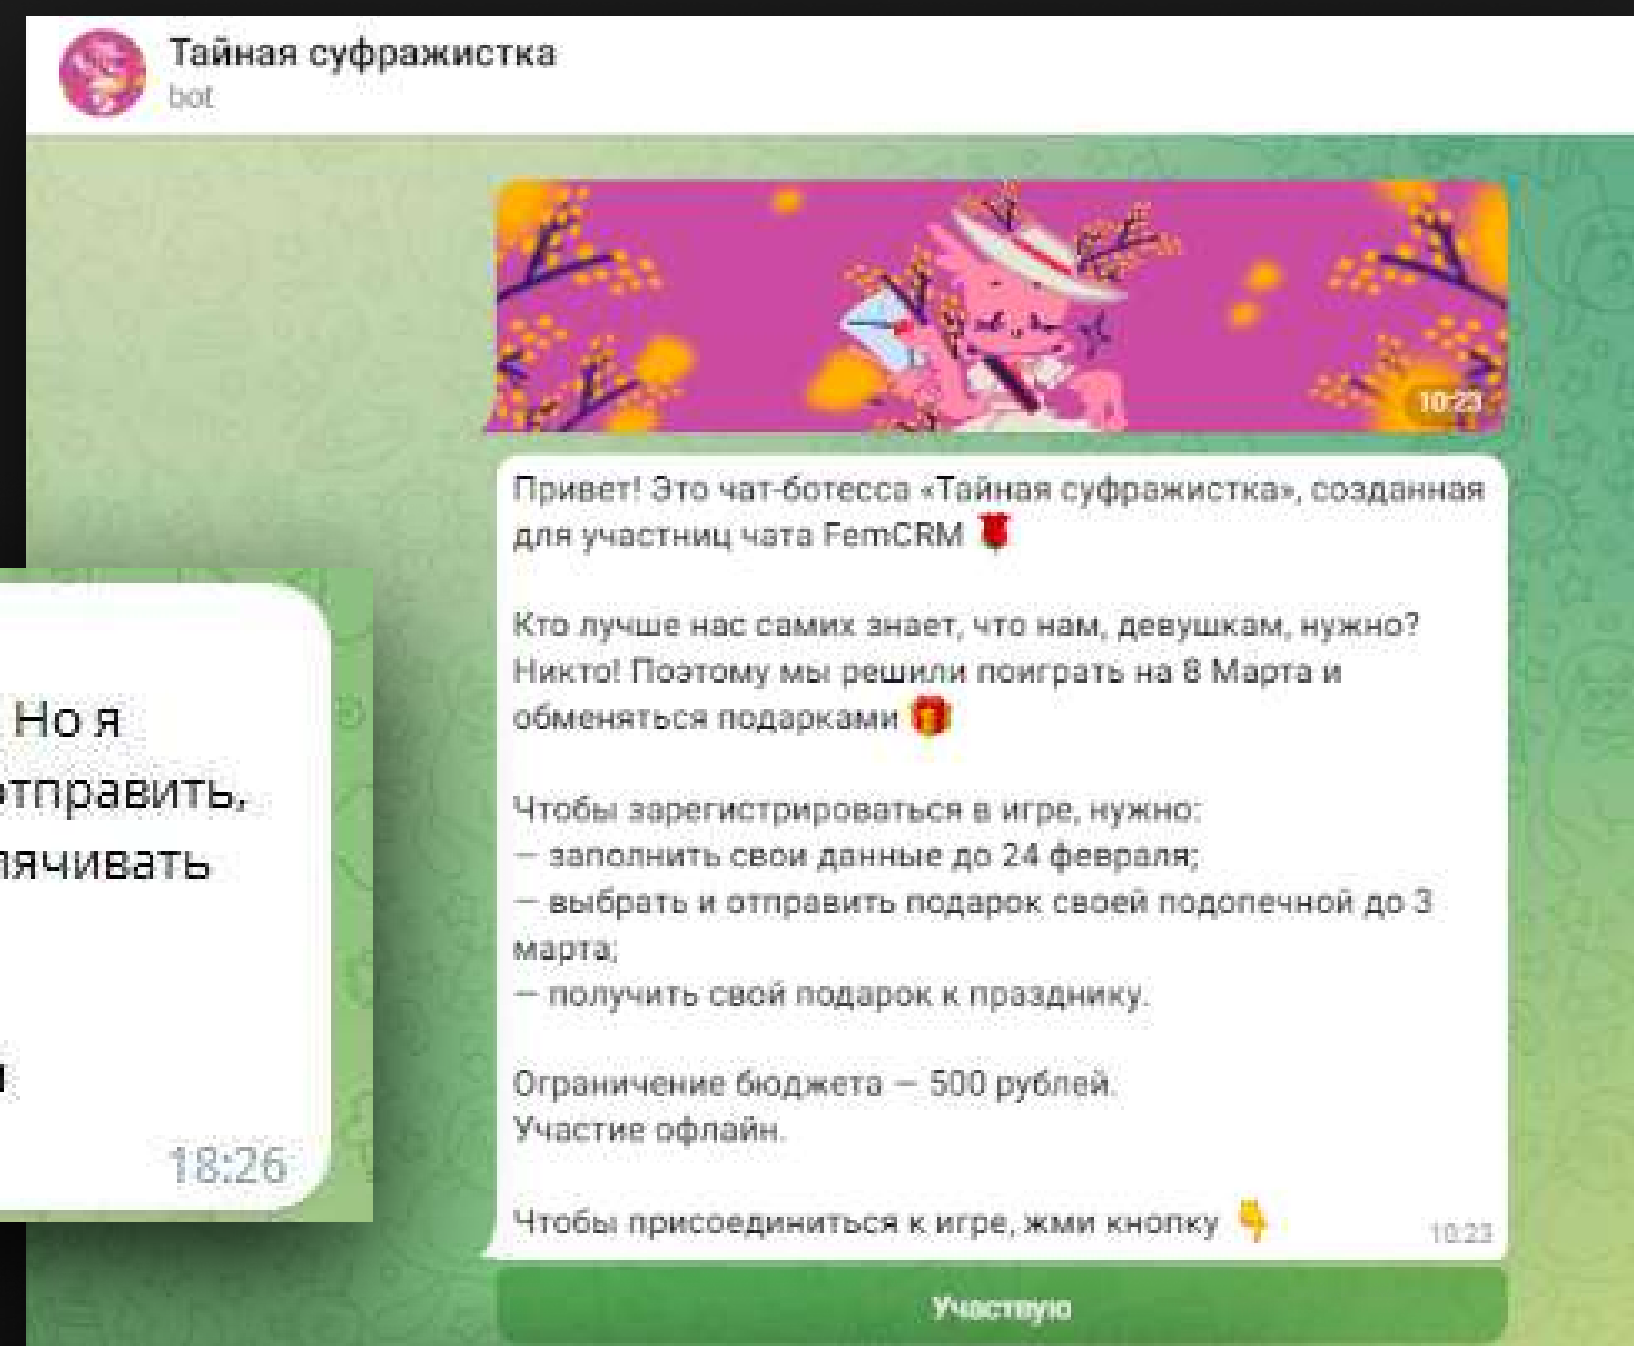 Тайная суфражистка
bot
10:23
Привет! Это чат-ботесса «Тайная суфражистка», созданная
для участниц чата FemCRM 🌹
Кто лучше нас самих знает, что нам, девушкам, нужно?
Никто! Поэтому мы решили поиграть на 8 Марта и
обменяться подарками 🎁
Чтобы зарегистрироваться в игре, нужно:
— заполнить свои данные до 24 февраля;
— выбрать и отправить подарок своей подопечной до 3
марта;
— получить свой подарок к празднику.
Ограничение бюджета — 500 рублей.
Участие офлайн.
Чтобы присоединиться к игре, жми кнопку 👇
10:23
Участвую
Но я
отправить,
18:26